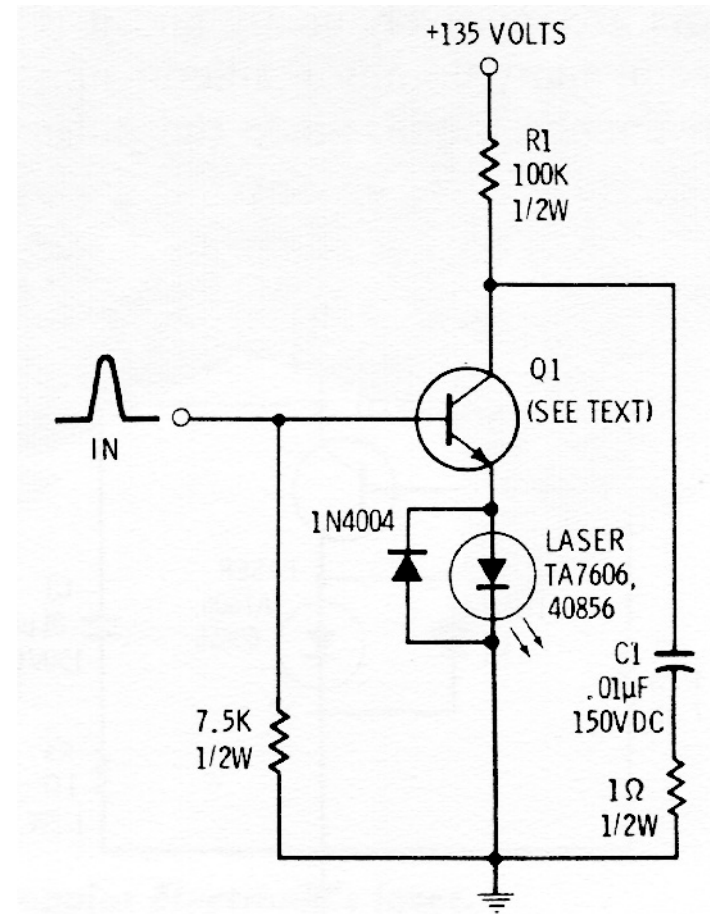 +135 VOLTS
R1
100K
1/2W
Q1
(SEE TEXT)
IN
1N4004
LASER
TA7606,
40856
C1
.01µF
150VDC
7.5K
1/2W
1Ω
1/2W